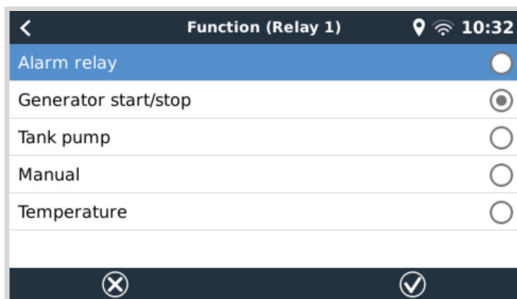 Function (Relay 1) 10:32
Alarm relay
Generator start/stop
Tank pump
Manual
Temperature